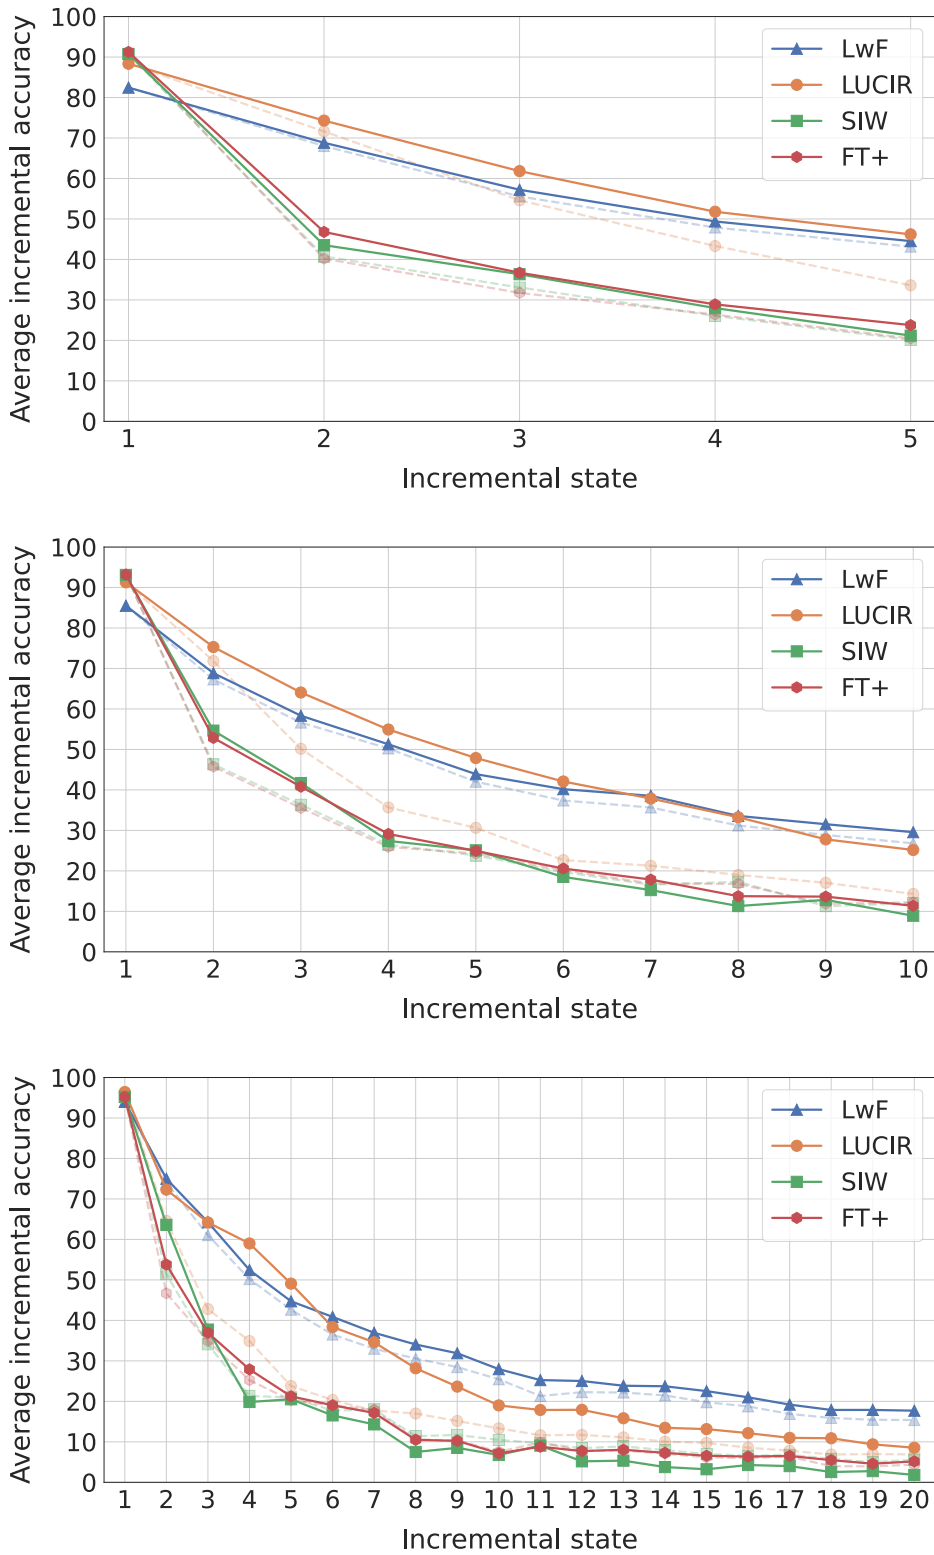 100
90
80
70
60
50
40
30
20
10
0
Average incremental accuracy
LwF
LUCIR
SIW
FT+
1 2 3 4 5
Incremental state
100
90
80
70
60
50
40
30
20
10
0
Average incremental accuracy
LwF
LUCIR
SIW
FT+
1 2 3 4 5 6 7 8 9 10
Incremental state
100
90
80
70
60
50
40
30
20
10
0
Average incremental accuracy
LwF
LUCIR
SIW
FT+
1 2 3 4 5 6 7 8 9 10 11 12 13 14 15 16 17 18 19 20
Incremental state